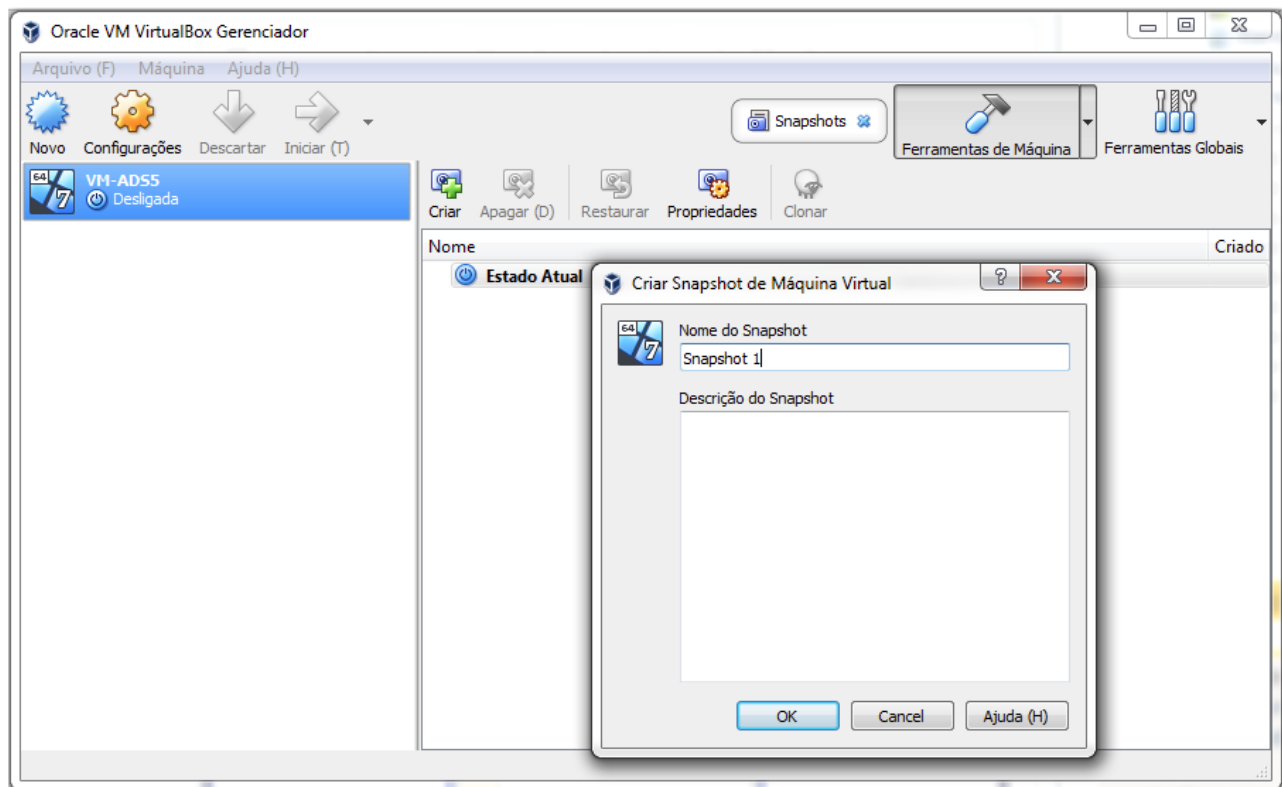 Oracle VM VirtualBox Gerenciador
Arquivo (F) Máquina Ajuda (H)
Novo Configurações Descartar Iniciar (T)
Snapshots
Ferramentas de Máquina
Ferramentas Globais
64
7
VM-ADS5
Desligada
Criar Apagar (D) Restaurar Propriedades Clonar
Nome Criado
Estado Atual
Criar Snapshot de Máquina Virtual
64
7
Nome do Snapshot
Snapshot 1
Descrição do Snapshot
OK Cancel Ajuda (H)